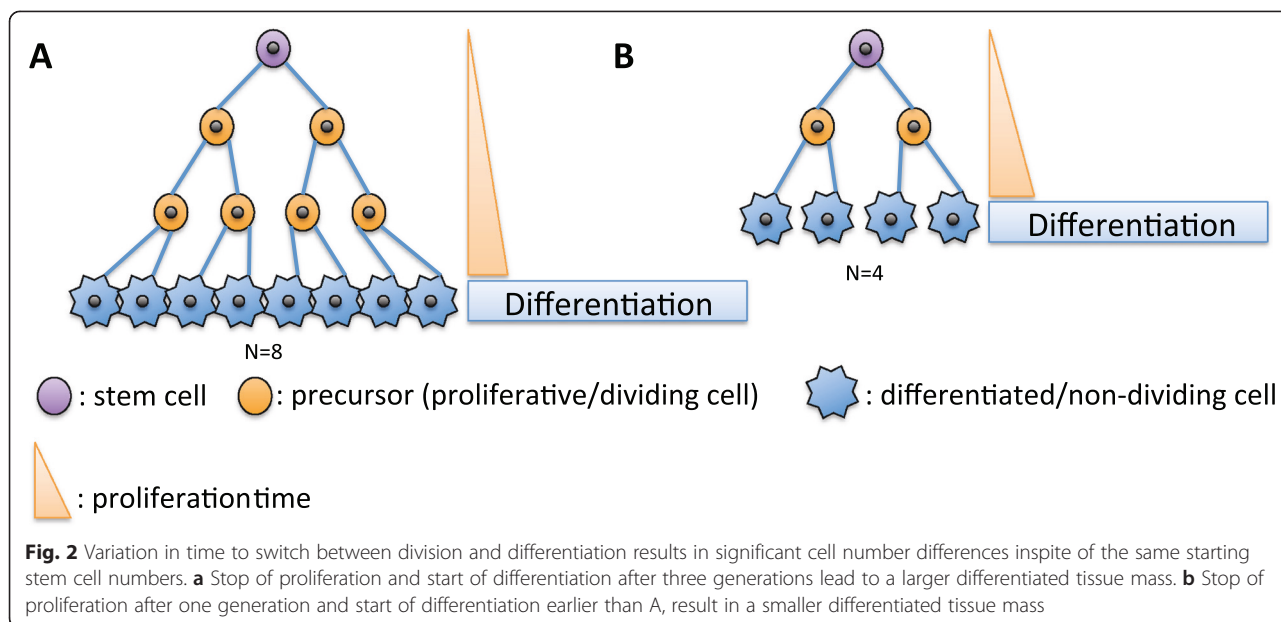 A
B
Differentiation
Differentiation
N=8
N=4
: stem cell
: precursor (proliferative/dividing cell)
: differentiated/non-dividing cell
: proliferation time
Fig. 2 Variation in time to switch between division and differentiation results in significant cell number differences inspite of the same starting
stem cell numbers. a Stop of proliferation and start of differentiation after three generations lead to a larger differentiated tissue mass. b Stop of
proliferation after one generation and start of differentiation earlier than A, result in a smaller differentiated tissue mass